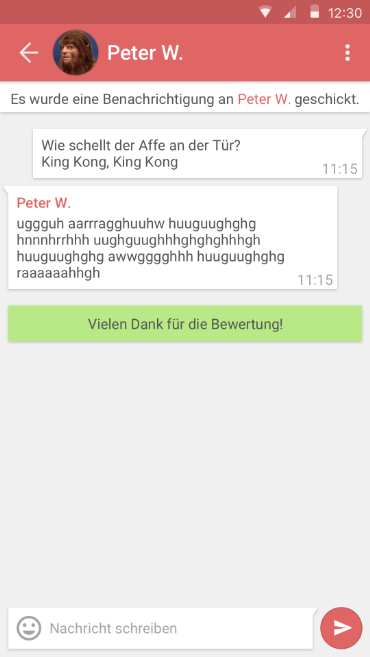 12:30
Peter W.
Es wurde eine Benachrichtigung an Peter W. geschickt.
Wie schellt der Affe an der Tür?
King Kong, King Kong
11:15
Peter W.
uggguh aarrragghuuhw huuguughghg
hnnnhrrhhh uughguughhhghghghhhgh
huuguughghg awwgggghhh huuguughghg
raaaaaahhgh
11:15
Vielen Dank für die Bewertung!
Nachricht schreiben